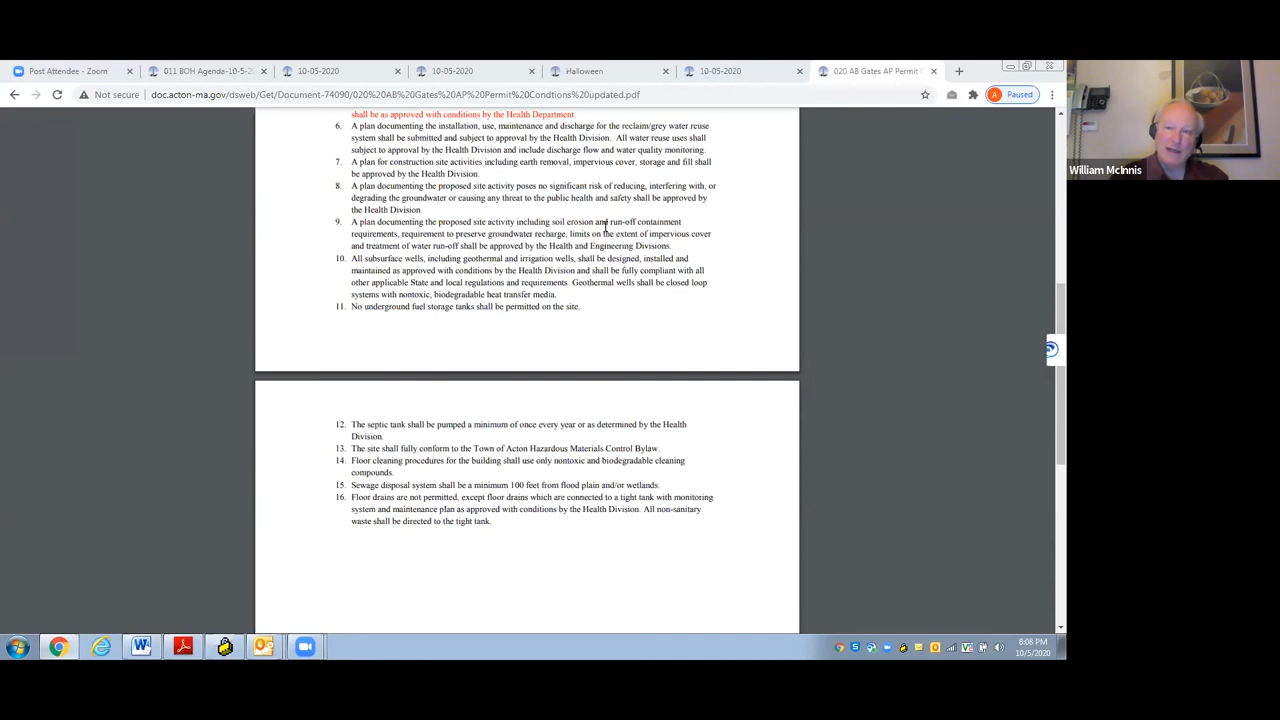 Post Attendee - Zoom
011 BOH Agenda-10-5-2
10-05-2020
10-05-2020
Halloween
10-05-2020
020 AB Gates AP Permit C
Not secure | doc.acton-ma.gov/dsweb/Get/Document-74090/020%20AB%20Gates%20AP%20Permit%20Condtions%20updated.pdf
Paused
shall be as approved with conditions by the Health Department.
6. A plan documenting the installation, use, maintenance and discharge for the reclaim/grey water reuse
system shall be submitted and subject to approval by the Health Division. All water reuse uses shall
subject to approval by the Health Division and include discharge flow and water quality monitoring.
7. A plan for construction site activities including earth removal, impervious cover, storage and fill shall
be approved by the Health Division.
8. A plan documenting the proposed site activity poses no significant risk of reducing, interfering with, or
degrading the groundwater or causing any threat to the public health and safety shall be approved by
the Health Division.
9. A plan documenting the proposed site activity including soil erosion and run-off containment
requirements, requirement to preserve groundwater recharge, limits on the extent of impervious cover
and treatment of water run-off shall be approved by the Health and Engineering Divisions.
10. All subsurface wells, including geothermal and irrigation wells, shall be designed, installed and
maintained as approved with conditions by the Health Division and shall be fully compliant with all
other applicable State and local regulations and requirements. Geothermal wells shall be closed loop
systems with nontoxic, biodegradable heat transfer media.
11. No underground fuel storage tanks shall be permitted on the site.
12. The septic tank shall be pumped a minimum of once every year or as determined by the Health
Division.
13. The site shall fully conform to the Town of Acton Hazardous Materials Control Bylaw.
14. Floor cleaning procedures for the building shall use only nontoxic and biodegradable cleaning
compounds.
15. Sewage disposal system shall be a minimum 100 feet from flood plain and/or wetlands.
16. Floor drains are not permitted, except floor drains which are connected to a tight tank with monitoring
system and maintenance plan as approved with conditions by the Health Division. All non-sanitary
waste shall be directed to the tight tank.
William McInnis
8:08 PM
10/5/2020